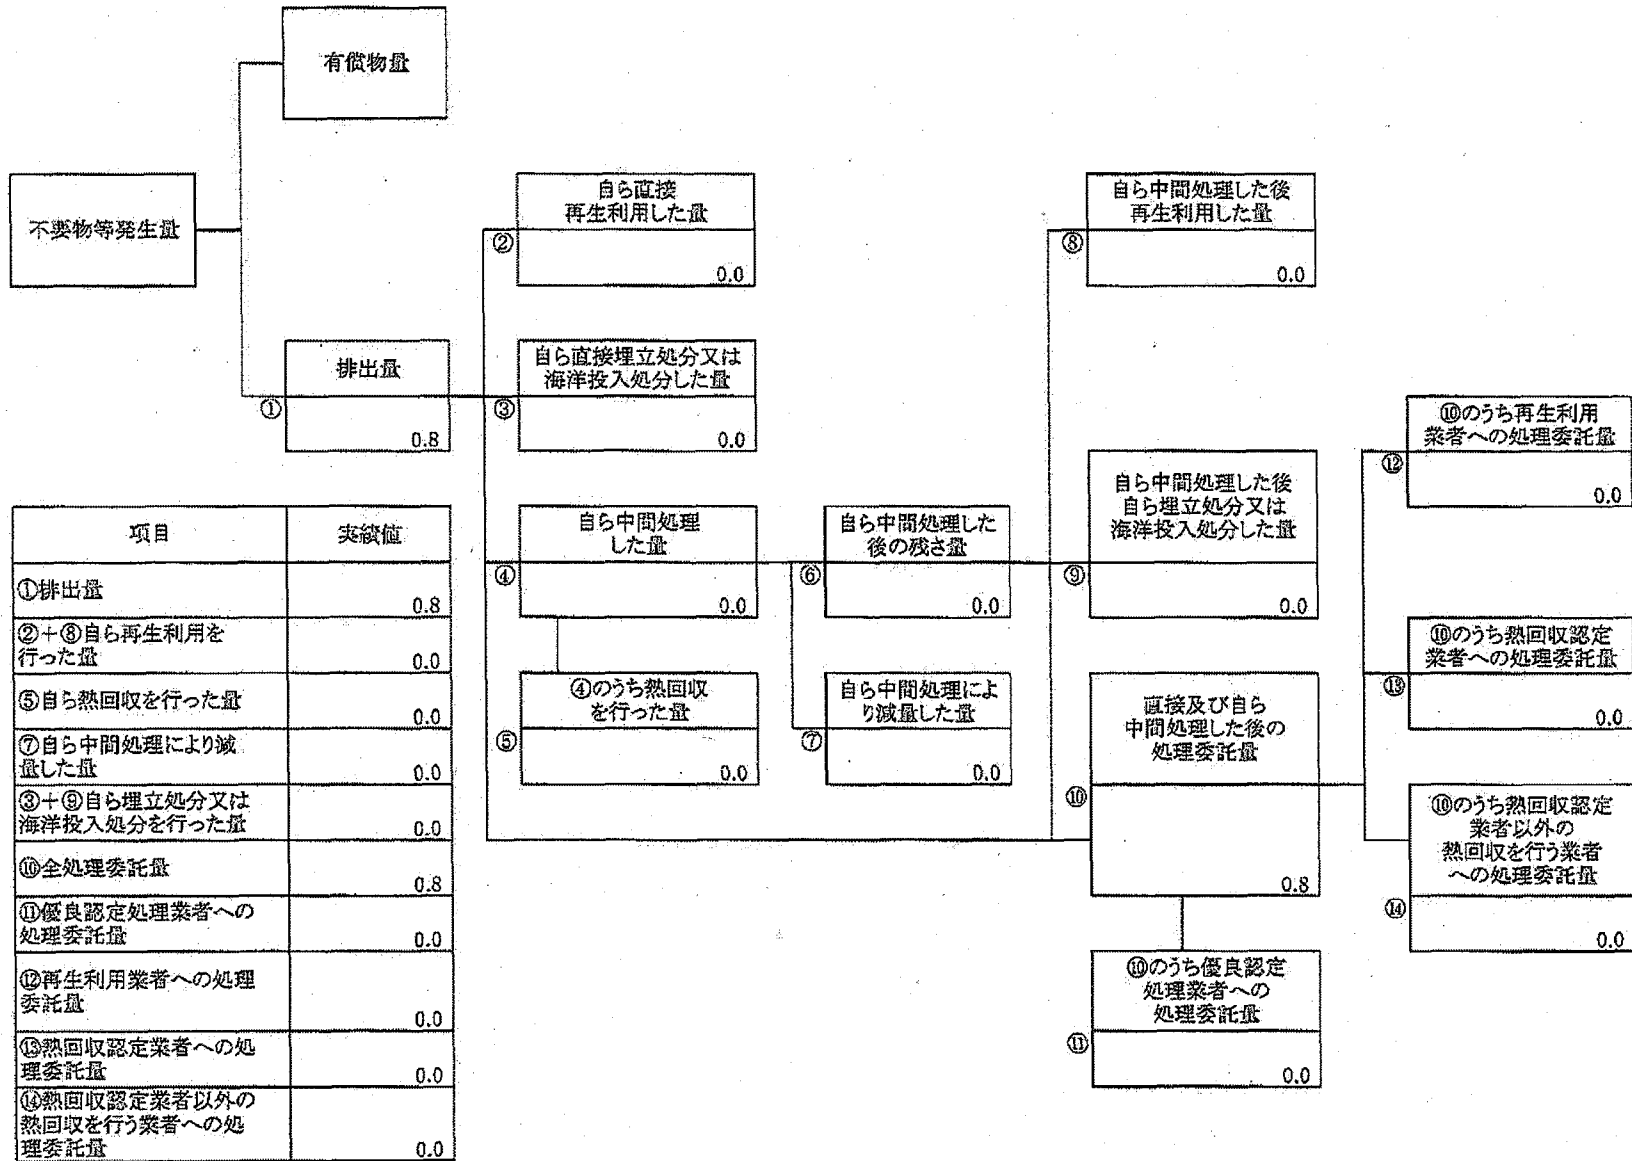 有償物量
不要物等発生量
自ら直接
再生利用した量
②
0.0
自ら中間処理した後
再生利用した量
⑧
0.0
排出量
①
0.8
自ら直接埋立処分又は
海洋投入処分した量
③
0.0
⑩のうち再生利用
業者への処理委託量
⑫
0.0
自ら中間処理
した量
④
0.0
自ら中間処理した
後の残さ量
⑥
0.0
自ら中間処理した後
自ら埋立処分又は
海洋投入処分した量
⑨
0.0
⑩のうち熱回収認定
業者への処理委託量
⑬
0.0
④のうち熱回収
を行った量
⑤
0.0
自ら中間処理によ
り減量した量
⑦
0.0
直接及び自ら
中間処理した後の
処理委託量
⑩
0.8
⑩のうち熱回収認定
業者以外の
熱回収を行う業者
への処理委託量
⑭
0.0
⑩のうち優良認定
処理業者への
処理委託量
⑪
0.0
項目 実績値
①排出量
0.8
②+⑧自ら再生利用を
行った量
0.0
⑤自ら熱回収を行った量
0.0
⑦自ら中間処理により減
量した量
0.0
③+⑨自ら埋立処分又は
海洋投入処分を行った量
0.0
⑩全処理委託量
0.8
⑪優良認定処理業者への
処理委託量
0.0
⑫再生利用業者への処理
委託量
0.0
⑬熱回収認定業者への処
理委託量
0.0
⑭熱回収認定業者以外の
熱回収を行う業者への処
理委託量
0.0